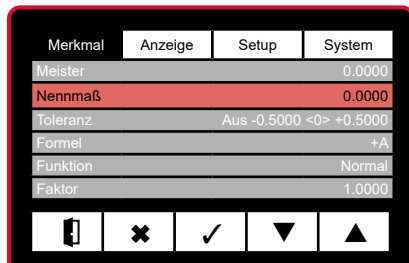 Merkmal Anzeige Setup System
Meister 0.0000
Nennmaß 0.0000
Toleranz Aus -0.5000 <0> +0.5000
Formel +A
Funktion Normal
Faktor 1.0000